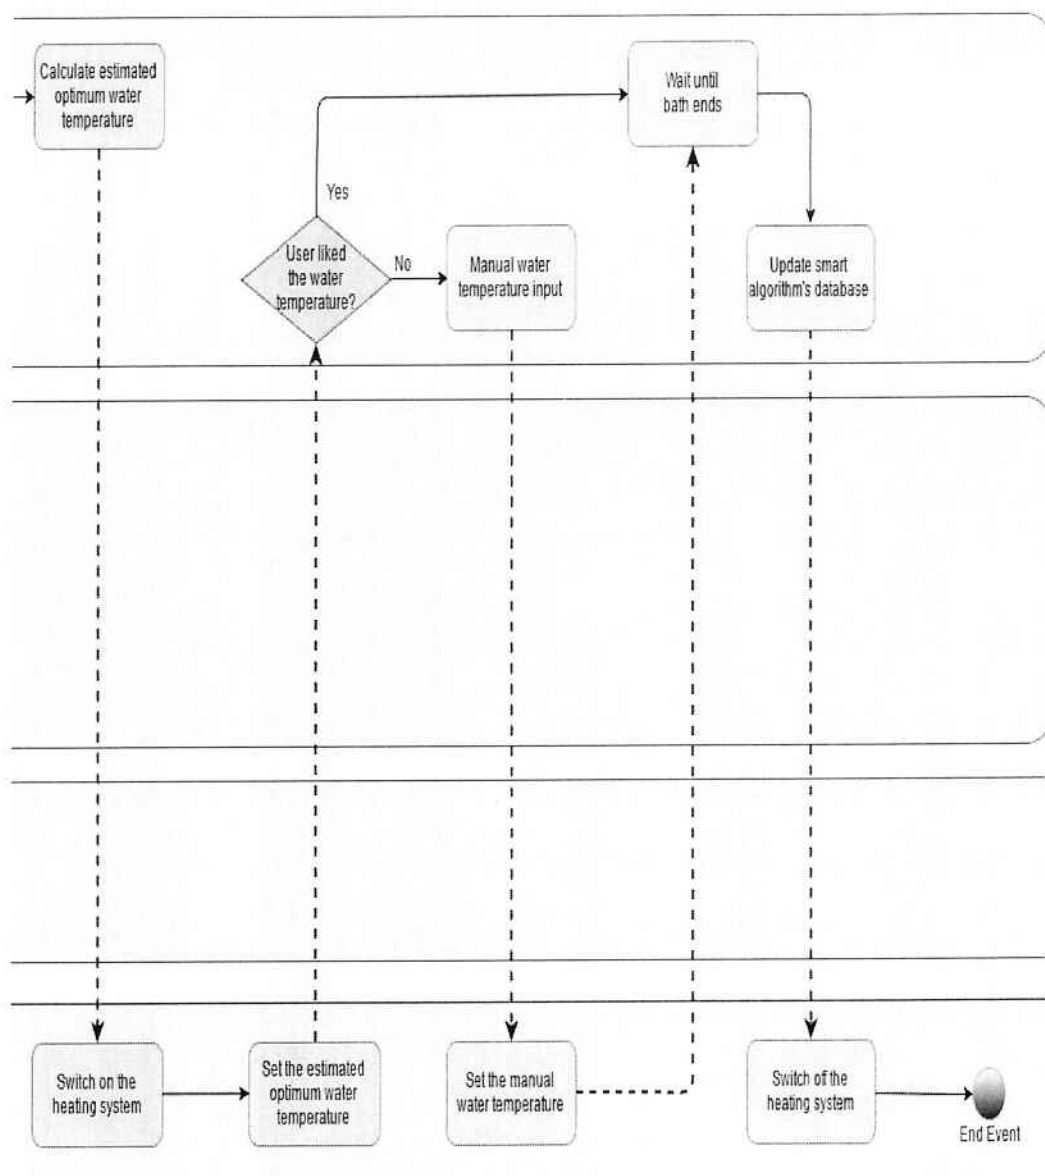 Calculate estimated
optimum water
temperature
Wait until
bath ends
Yes
User liked
the water
temperature?
No
Manual water
temperature input
Update smart
algorithm's database
Switch on the
heating system
Set the estimated
optimum water
temperature
Set the manual
water temperature
Switch off the
heating system
End Event